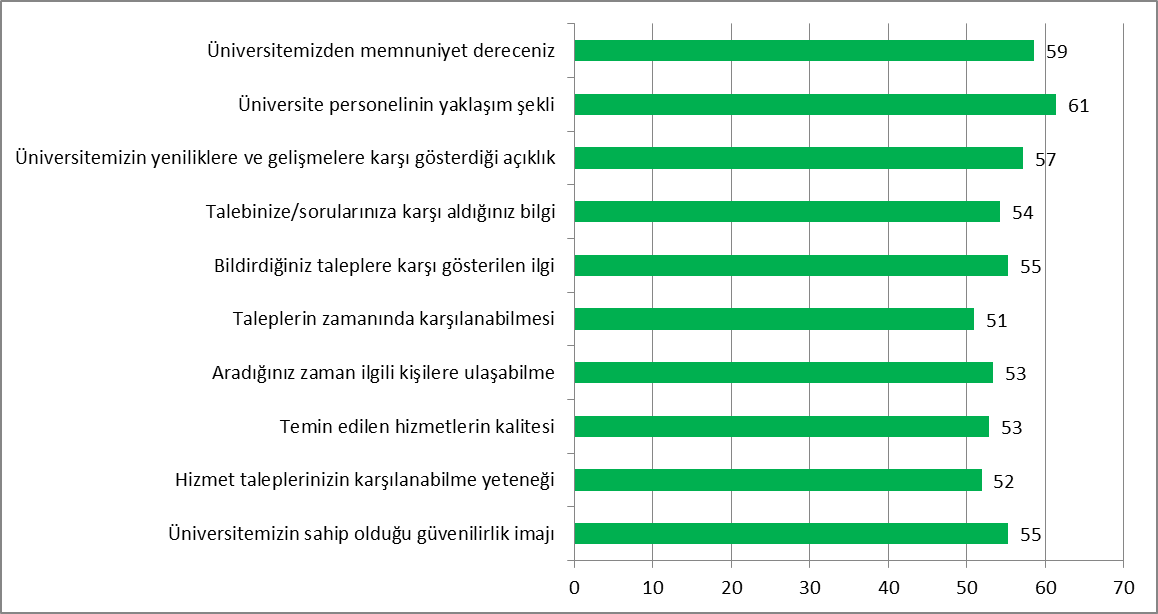 Üniversitemizden memnuniyet dereceniz 59
Üniversite personelinin yaklaşım şekli 61
Üniversitemizin yeniliklere ve gelişmelere karşı gösterdiği açıklık 57
Talebinize/sorularınıza karşı aldığınız bilgi 54
Bildirdiğiniz taleplere karşı gösterilen ilgi 55
Taleplerin zamanında karşılanabilmesi 51
Aradığınız zaman ilgili kişilere ulaşabilme 53
Temin edilen hizmetlerin kalitesi 53
Hizmet taleplerinizin karşılanabilme yeteneği 52
Üniversitemizin sahip olduğu güvenilirlik imajı 55
0 10 20 30 40 50 60 70